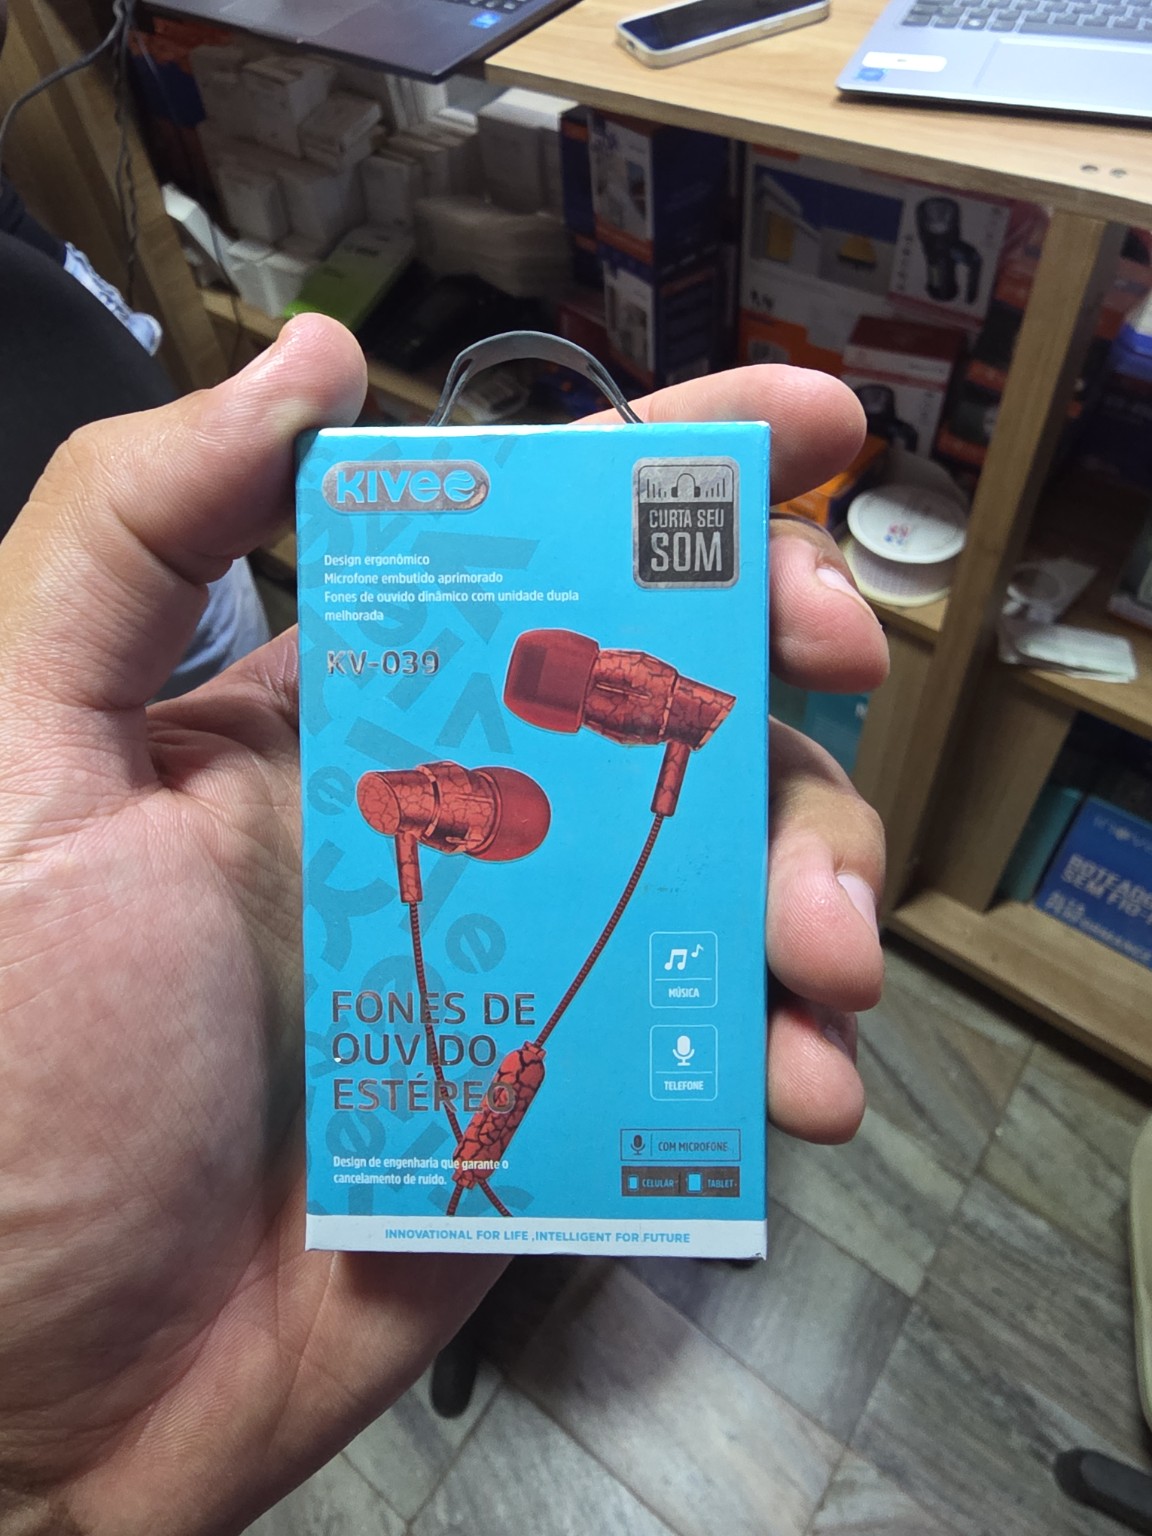 KIVEE
CURTA SEU
SOM
Design ergonômico
Microfone embutido aprimorado
Fones de ouvido dinâmico com unidade dupla
melhorada
KV-039
MÚSICA
TELEFONE
FONES DE
OUVIDO
ESTÉREO
COM MICROFONE
CELULAR
TABLET
Design de engenharia que garante o
cancelamento de ruído.
INNOVATIONAL FOR LIFE ,INTELLIGENT FOR FUTURE